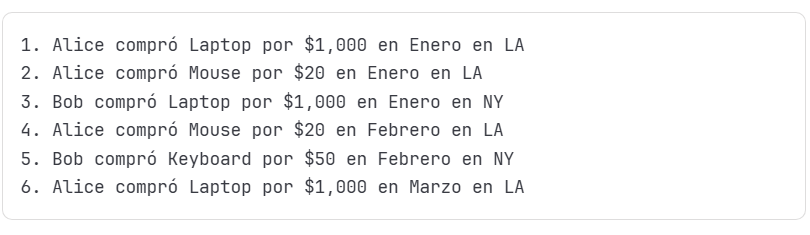 1. Alice compró Laptop por $1,000 en Enero en LA
2. Alice compró Mouse por $20 en Enero en LA
3. Bob compró Laptop por $1,000 en Enero en NY
4. Alice compró Mouse por $20 en Febrero en LA
5. Bob compró Keyboard por $50 en Febrero en NY
6. Alice compró Laptop por $1,000 en Marzo en LA